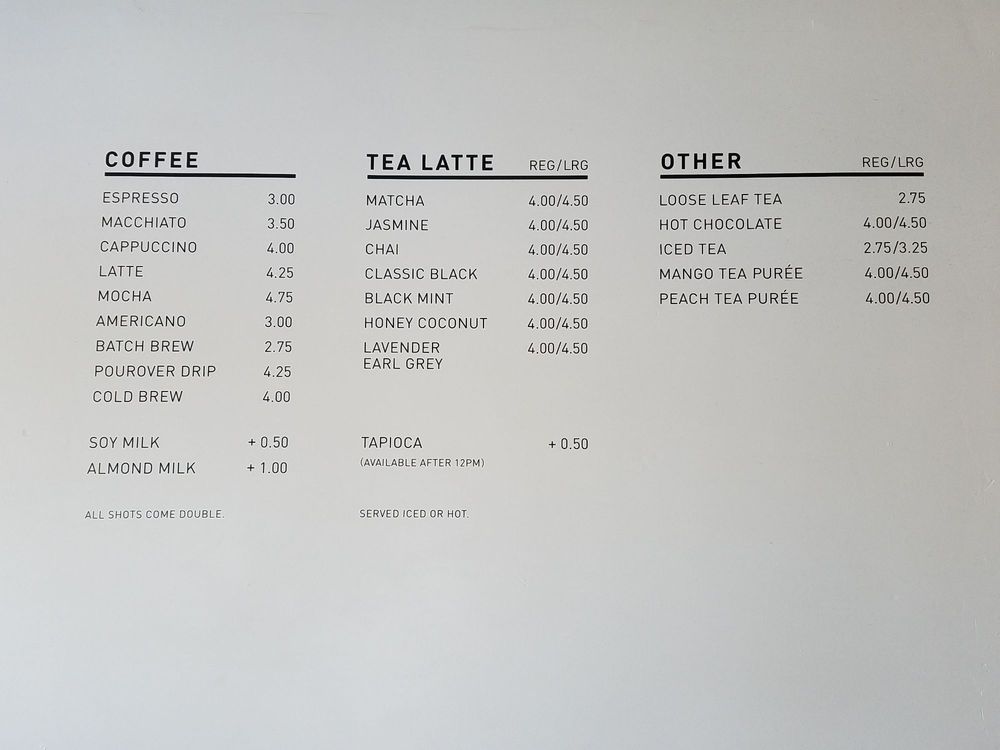 COFFEE
ESPRESSO 3.00
MACCHIATO 3.50
CAPPUCCINO 4.00
LATTE 4.25
MOCHA 4.75
AMERICANO 3.00
BATCH BREW 2.75
POUROVER DRIP 4.25
COLD BREW 4.00
SOY MILK + 0.50
ALMOND MILK + 1.00
ALL SHOTS COME DOUBLE.
TEA LATTE REG/LRG
MATCHA 4.00/4.50
JASMINE 4.00/4.50
CHAI 4.00/4.50
CLASSIC BLACK 4.00/4.50
BLACK MINT 4.00/4.50
HONEY COCONUT 4.00/4.50
LAVENDER 4.00/4.50
EARL GREY
TAPIOCA + 0.50
(AVAILABLE AFTER 12PM)
SERVED ICED OR HOT.
OTHER REG/LRG
LOOSE LEAF TEA 2.75
HOT CHOCOLATE 4.00/4.50
ICED TEA 2.75/3.25
MANGO TEA PURÉE 4.00/4.50
PEACH TEA PURÉE 4.00/4.50